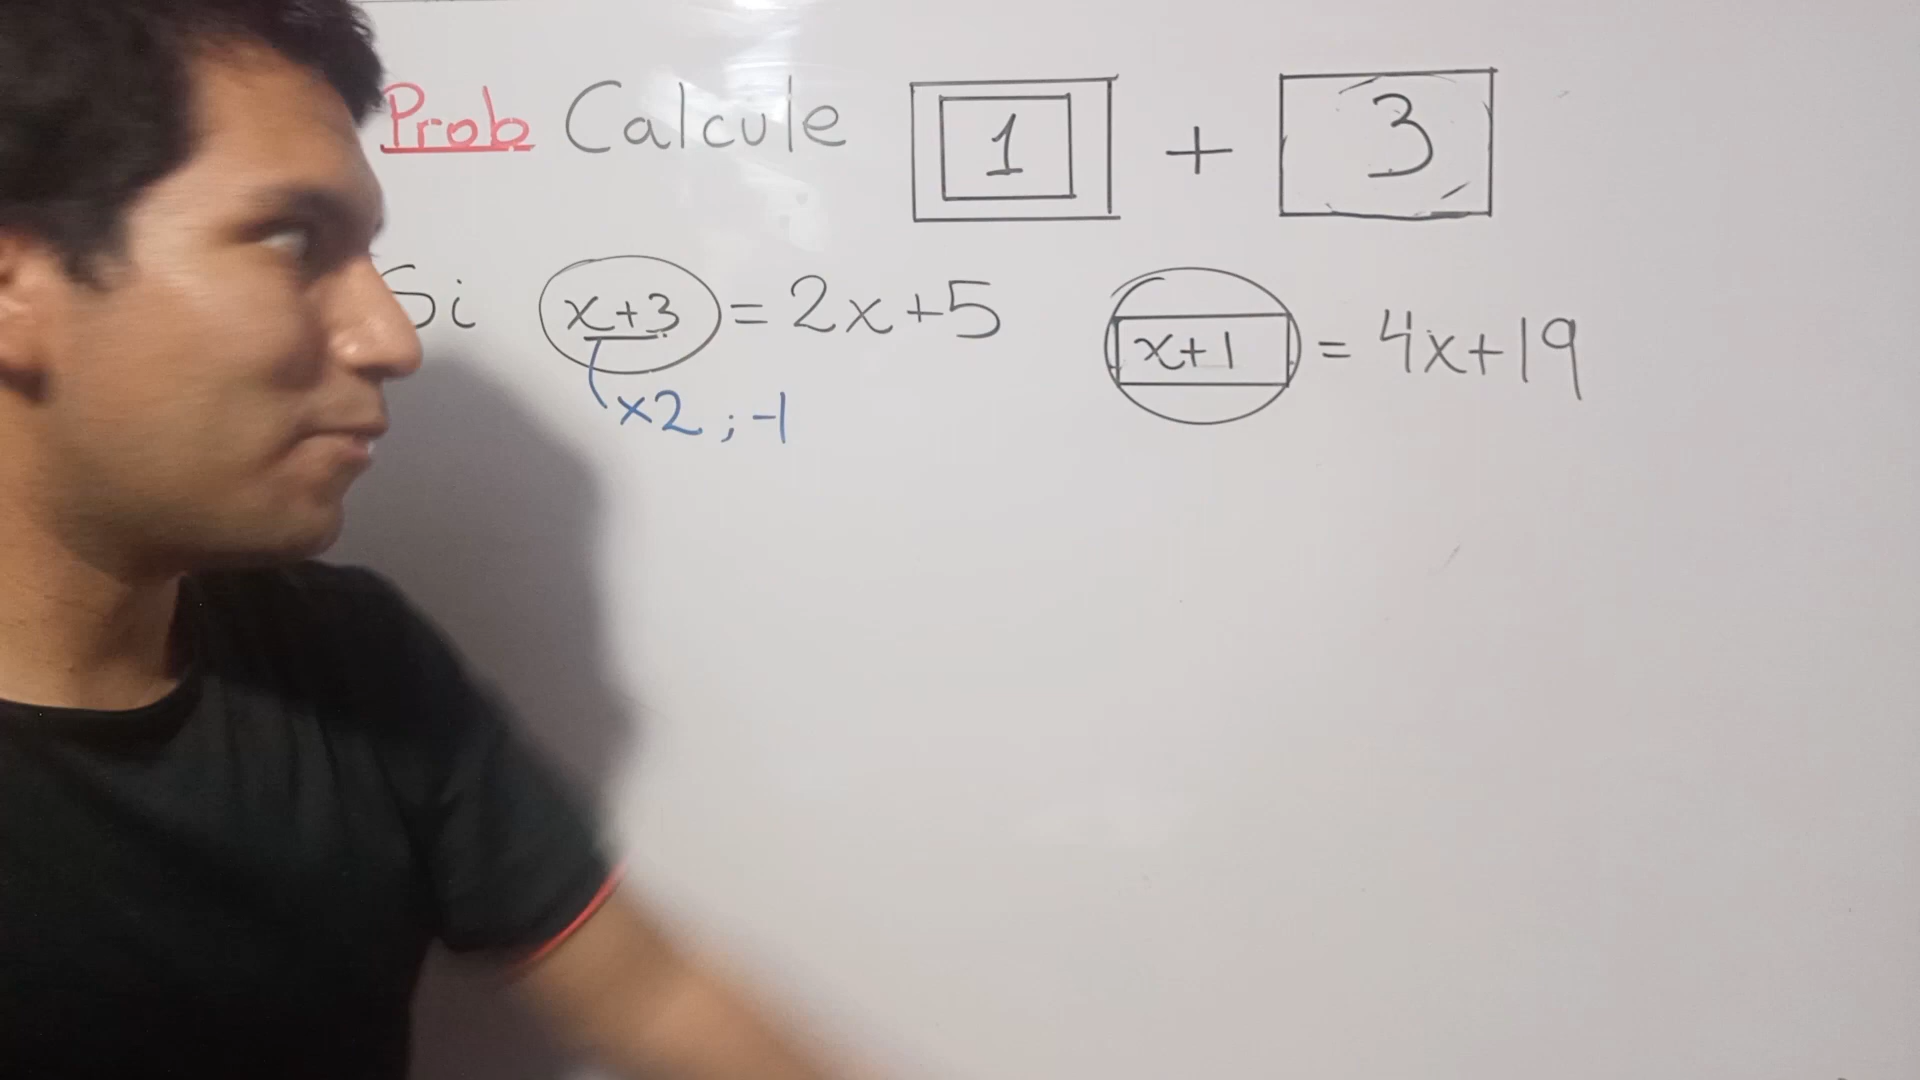 Prob Calcule 1 + 3
Si x+3 = 2x+5 x+1 = 4x+19
x2 ; -1